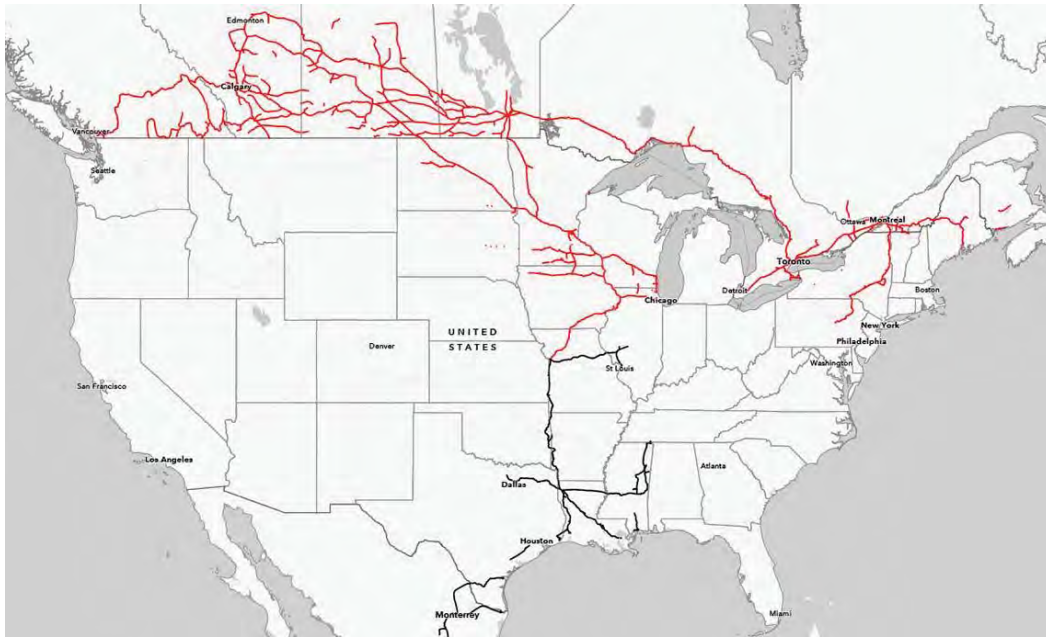 Edmonton
Calgary
Vancouver
Seattle
Ottawa
Montreal
Toronto
Detroit
Boston
Chicago
New York
Philadelphia
UNITED
STATES
Denver
St Louis
Washington
San Francisco
Los Angeles
Atlanta
Dallas
Houston
Monterrey
Miami